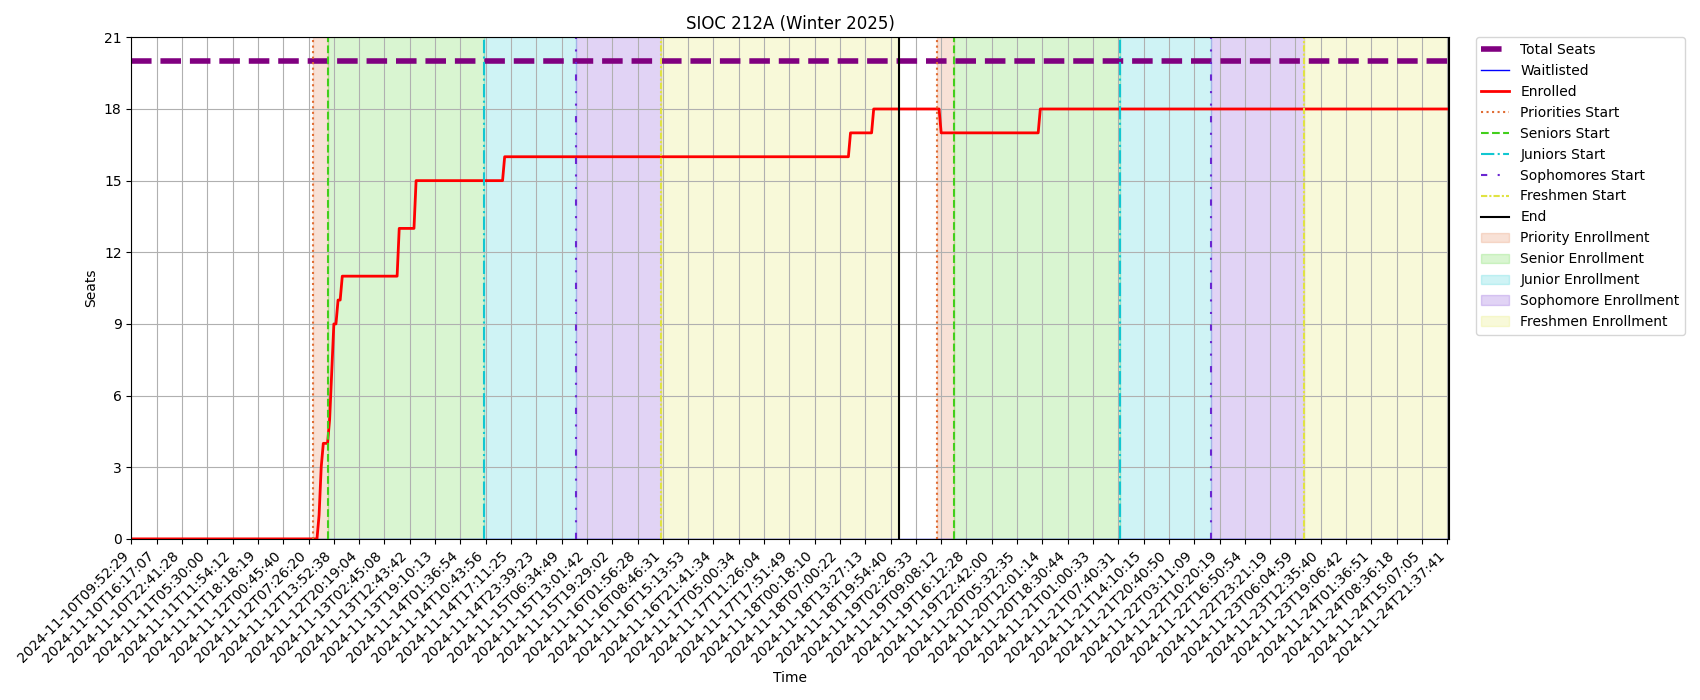 SIOC 212A (Winter 2025)
21
18
15
12
9
6
3
0
Seats
2024-11-10T09:52:29
2024-11-10T16:17:07
2024-11-10T22:41:28
2024-11-11T05:30:00
2024-11-11T11:54:12
2024-11-11T18:18:19
2024-11-12T00:45:40
2024-11-12T07:26:20
2024-11-12T13:52:38
2024-11-12T20:19:04
2024-11-13T02:45:08
2024-11-13T12:43:42
2024-11-13T19:10:13
2024-11-14T01:36:54
2024-11-14T10:43:56
2024-11-14T17:11:25
2024-11-14T23:39:23
2024-11-15T06:34:49
2024-11-15T13:01:42
2024-11-15T19:29:02
2024-11-16T01:56:28
2024-11-16T08:46:31
2024-11-16T15:13:53
2024-11-16T21:41:34
2024-11-17T05:00:34
2024-11-17T11:26:04
2024-11-17T17:51:49
2024-11-18T00:18:10
2024-11-18T07:00:22
2024-11-18T13:27:13
2024-11-18T19:54:40
2024-11-19T02:26:33
2024-11-19T09:08:12
2024-11-19T16:12:28
2024-11-19T22:42:00
2024-11-20T05:32:35
2024-11-20T12:01:14
2024-11-20T18:30:44
2024-11-21T01:00:33
2024-11-21T07:40:31
2024-11-21T14:10:15
2024-11-21T20:40:50
2024-11-22T03:11:09
2024-11-22T10:20:19
2024-11-22T16:50:54
2024-11-22T23:21:19
2024-11-23T06:04:59
2024-11-23T12:35:40
2024-11-23T19:06:42
2024-11-24T01:36:51
2024-11-24T08:36:18
2024-11-24T15:07:05
2024-11-24T21:37:41
Time
Total Seats
Waitlisted
Enrolled
Priorities Start
Seniors Start
Juniors Start
Sophomores Start
Freshmen Start
End
Priority Enrollment
Senior Enrollment
Junior Enrollment
Sophomore Enrollment
Freshmen Enrollment